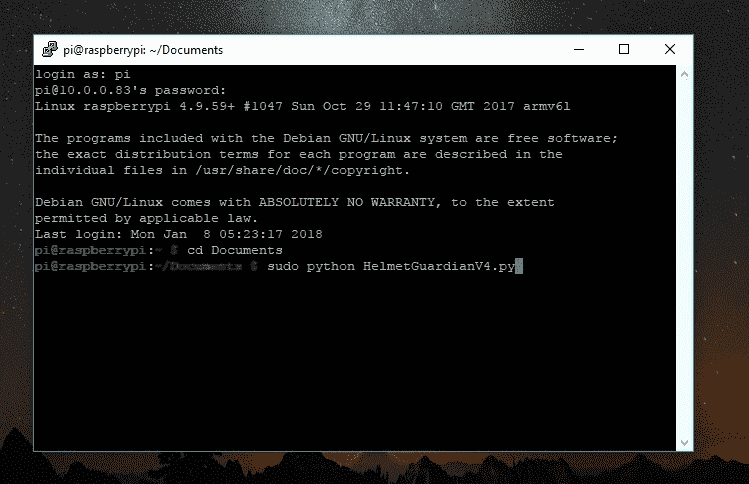 pi@raspberrypi: ~/Documents
login as: pi
pi@10.0.0.83's password:
Linux raspberrypi 4.9.59+ #1047 Sun Oct 29 11:47:10 GMT 2017 armv6l
The programs included with the Debian GNU/Linux system are free software;
the exact distribution terms for each program are described in the
individual files in /usr/share/doc/*/copyright.
Debian GNU/Linux comes with ABSOLUTELY NO WARRANTY, to the extent
permitted by applicable law.
Last login: Mon Jan  8 05:23:17 2018
pi@raspberrypi:~ $ cd Documents
pi@raspberrypi:~/Documents $ sudo python HelmetGuardianV4.py